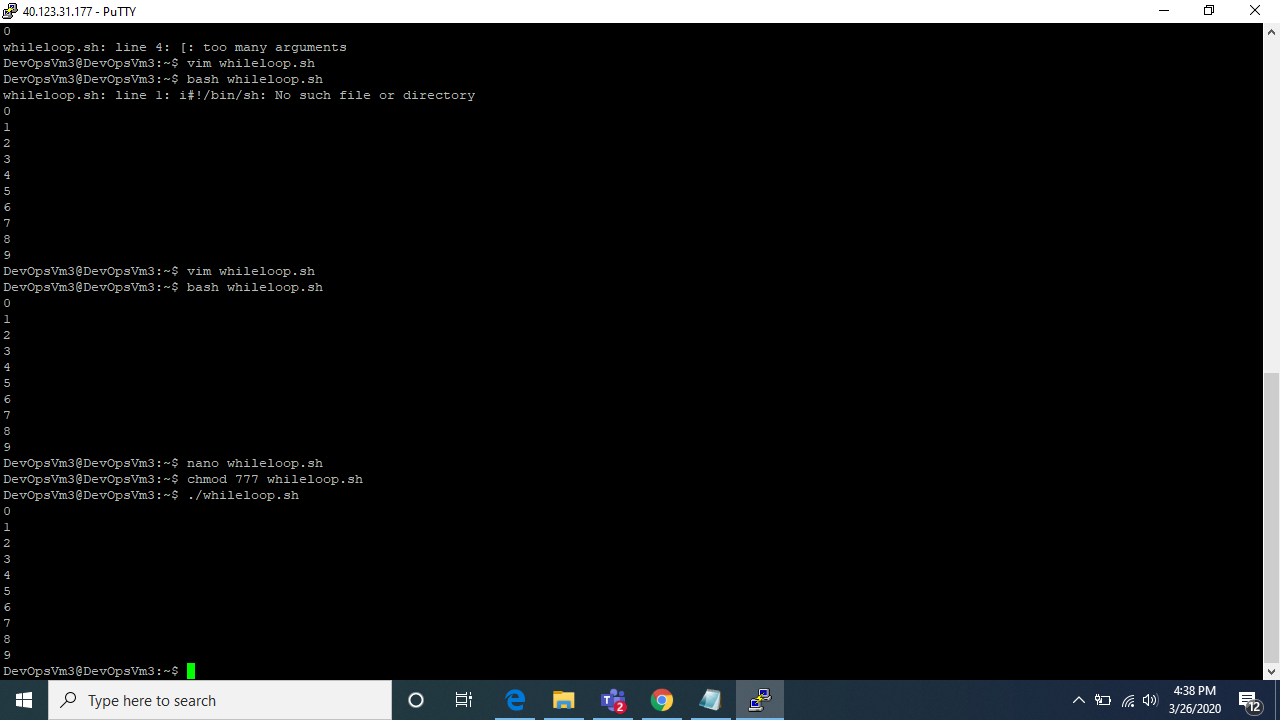 40.123.31.177 - PuTTY
0
whileloop.sh: line 4: [: too many arguments
DevOpsVm3@DevOpsVm3:~$ vim whileloop.sh
DevOpsVm3@DevOpsVm3:~$ bash whileloop.sh
whileloop.sh: line 1: i#!/bin/sh: No such file or directory
0
1
2
3
4
5
6
7
8
9
DevOpsVm3@DevOpsVm3:~$ vim whileloop.sh
DevOpsVm3@DevOpsVm3:~$ bash whileloop.sh
0
1
2
3
4
5
6
7
8
9
DevOpsVm3@DevOpsVm3:~$ nano whileloop.sh
DevOpsVm3@DevOpsVm3:~$ chmod 777 whileloop.sh
DevOpsVm3@DevOpsVm3:~$ ./whileloop.sh
0
1
2
3
4
5
6
7
8
9
DevOpsVm3@DevOpsVm3:~$
Type here to search
T
2
4:38 PM
3/26/2020
12